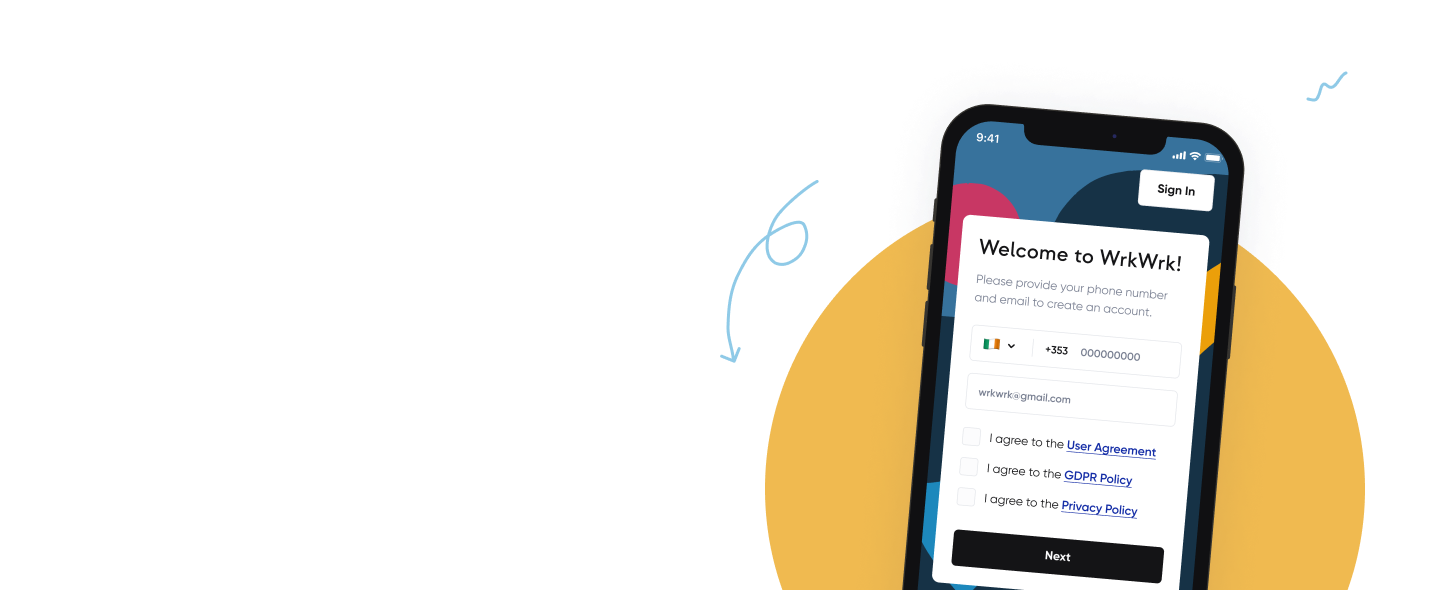 9:41
Sign In
Welcome to WrkWrk!
Please provide your phone number
and email to create an account.
+353 000000000
wrkwrk@gmail.com
I agree to the User Agreement
I agree to the GDPR Policy
I agree to the Privacy Policy
Next